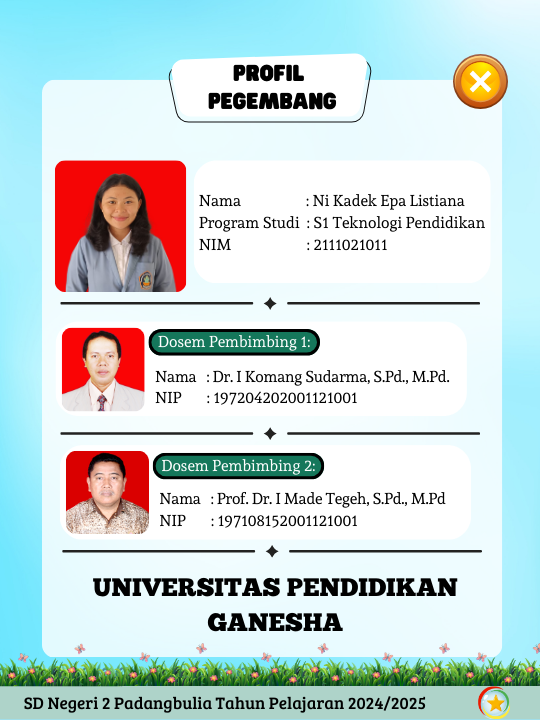 PROFIL
PEGEMBANG
Nama : Ni Kadek Epa Listiana
Program Studi : S1 Teknologi Pendidikan
NIM : 2111021011
Dosem Pembimbing 1:
Nama : Dr. I Komang Sudarma, S.Pd., M.Pd.
NIP : 197204202001121001
Dosem Pembimbing 2:
Nama : Prof. Dr. I Made Tegeh, S.Pd., M.Pd
NIP : 197108152001121001
UNIVERSITAS PENDIDIKAN
GANESHA
SD Negeri 2 Padangbulia Tahun Pelajaran 2024/2025